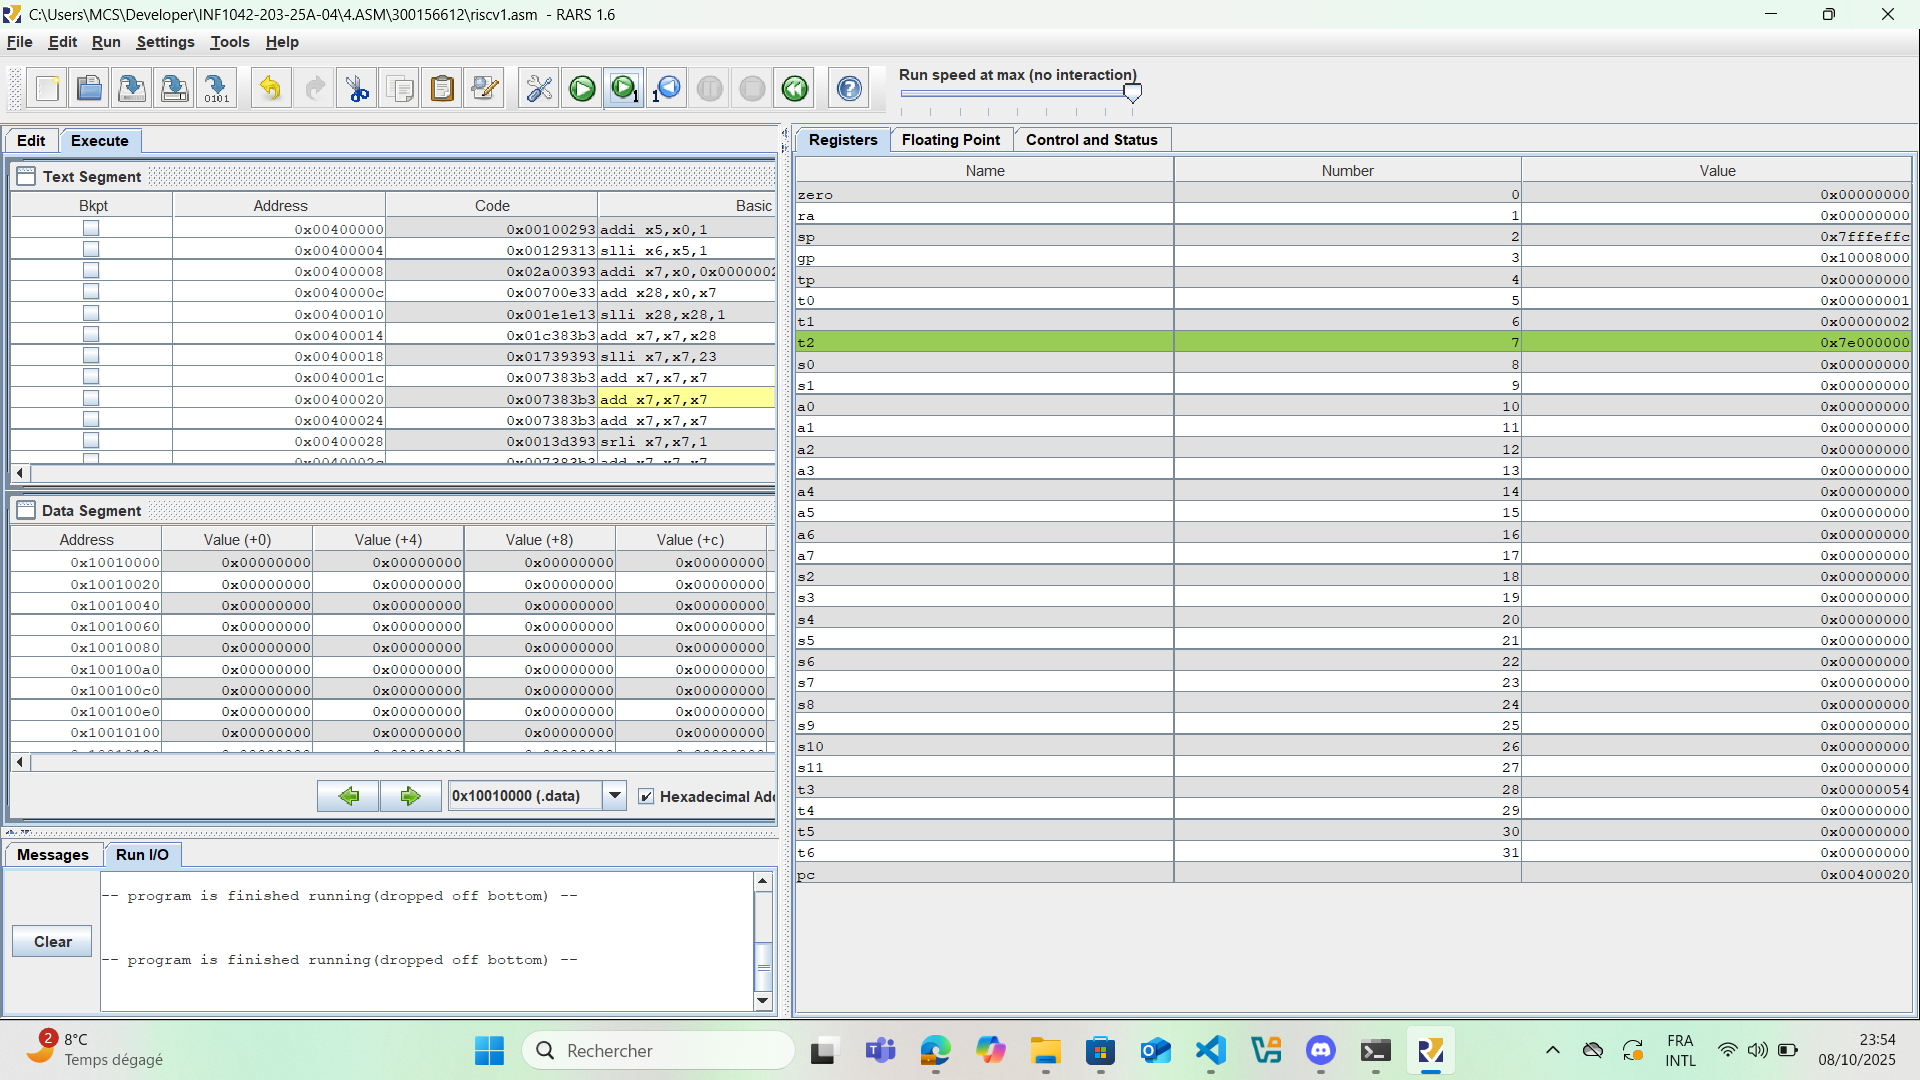 C:\Users\MCS\Developer\INF1042-203-25A-04\4.ASM\300156612\riscv1.asm - RARS 1.6
File Edit Run Settings Tools Help
Run speed at max (no interaction)
Edit Execute
Text Segment
Bkpt Address Code Basic
0x00400000 0x00100293 addi x5,x0,1
0x00400004 0x00129313 slli x6,x5,1
0x00400008 0x02a00393 addi x7,x0,0x0000002
0x0040000c 0x00700e33 add x28,x0,x7
0x00400010 0x001e1e13 slli x28,x28,1
0x00400014 0x01c383b3 add x7,x7,x28
0x00400018 0x01739393 slli x7,x7,23
0x0040001c 0x007383b3 add x7,x7,x7
0x00400020 0x007383b3 add x7,x7,x7
0x00400024 0x007383b3 add x7,x7,x7
0x00400028 0x0013d393 srli x7,x7,1
0x0040002c 0x007383b3 add x7,x7,x7
Data Segment
Address Value (+0) Value (+4) Value (+8) Value (+c)
0x10010000 0x00000000 0x00000000 0x00000000 0x00000000
0x10010020 0x00000000 0x00000000 0x00000000 0x00000000
0x10010040 0x00000000 0x00000000 0x00000000 0x00000000
0x10010060 0x00000000 0x00000000 0x00000000 0x00000000
0x10010080 0x00000000 0x00000000 0x00000000 0x00000000
0x100100a0 0x00000000 0x00000000 0x00000000 0x00000000
0x100100c0 0x00000000 0x00000000 0x00000000 0x00000000
0x100100e0 0x00000000 0x00000000 0x00000000 0x00000000
0x10010100 0x00000000 0x00000000 0x00000000 0x00000000
0x10010000 (.data) Hexadecimal Add
Messages Run I/O
-- program is finished running(dropped off bottom) --
Clear
-- program is finished running(dropped off bottom) --
Registers Floating Point Control and Status
Name Number Value
zero 0 0x00000000
ra 1 0x00000000
sp 2 0x7fffeffc
gp 3 0x10008000
tp 4 0x00000000
t0 5 0x00000001
t1 6 0x00000002
t2 7 0x7e000000
s0 8 0x00000000
s1 9 0x00000000
a0 10 0x00000000
a1 11 0x00000000
a2 12 0x00000000
a3 13 0x00000000
a4 14 0x00000000
a5 15 0x00000000
a6 16 0x00000000
a7 17 0x00000000
s2 18 0x00000000
s3 19 0x00000000
s4 20 0x00000000
s5 21 0x00000000
s6 22 0x00000000
s7 23 0x00000000
s8 24 0x00000000
s9 25 0x00000000
s10 26 0x00000000
s11 27 0x00000000
t3 28 0x00000054
t4 29 0x00000000
t5 30 0x00000000
t6 31 0x00000000
pc 0x00400020
2
8°C
Temps dégagé
Rechercher
FRA
INTL
23:54
08/10/2025